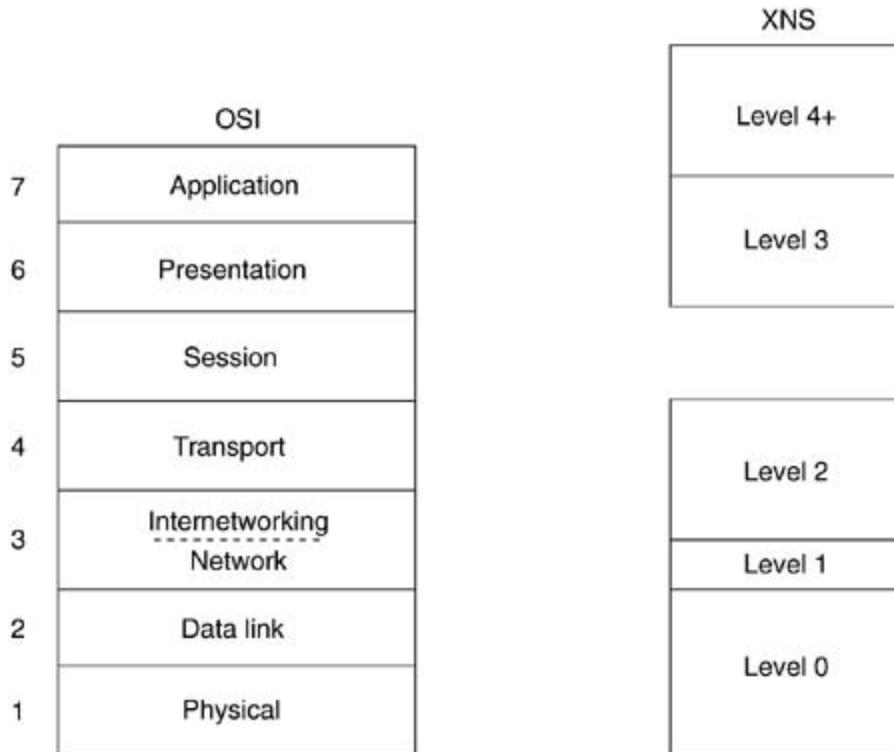 XNS
Level 4+
OSI
7 Application
Level 3
6 Presentation
5 Session
4 Transport
Level 2
3 Internetworking
Network
Level 1
2 Data link
Level 0
1 Physical